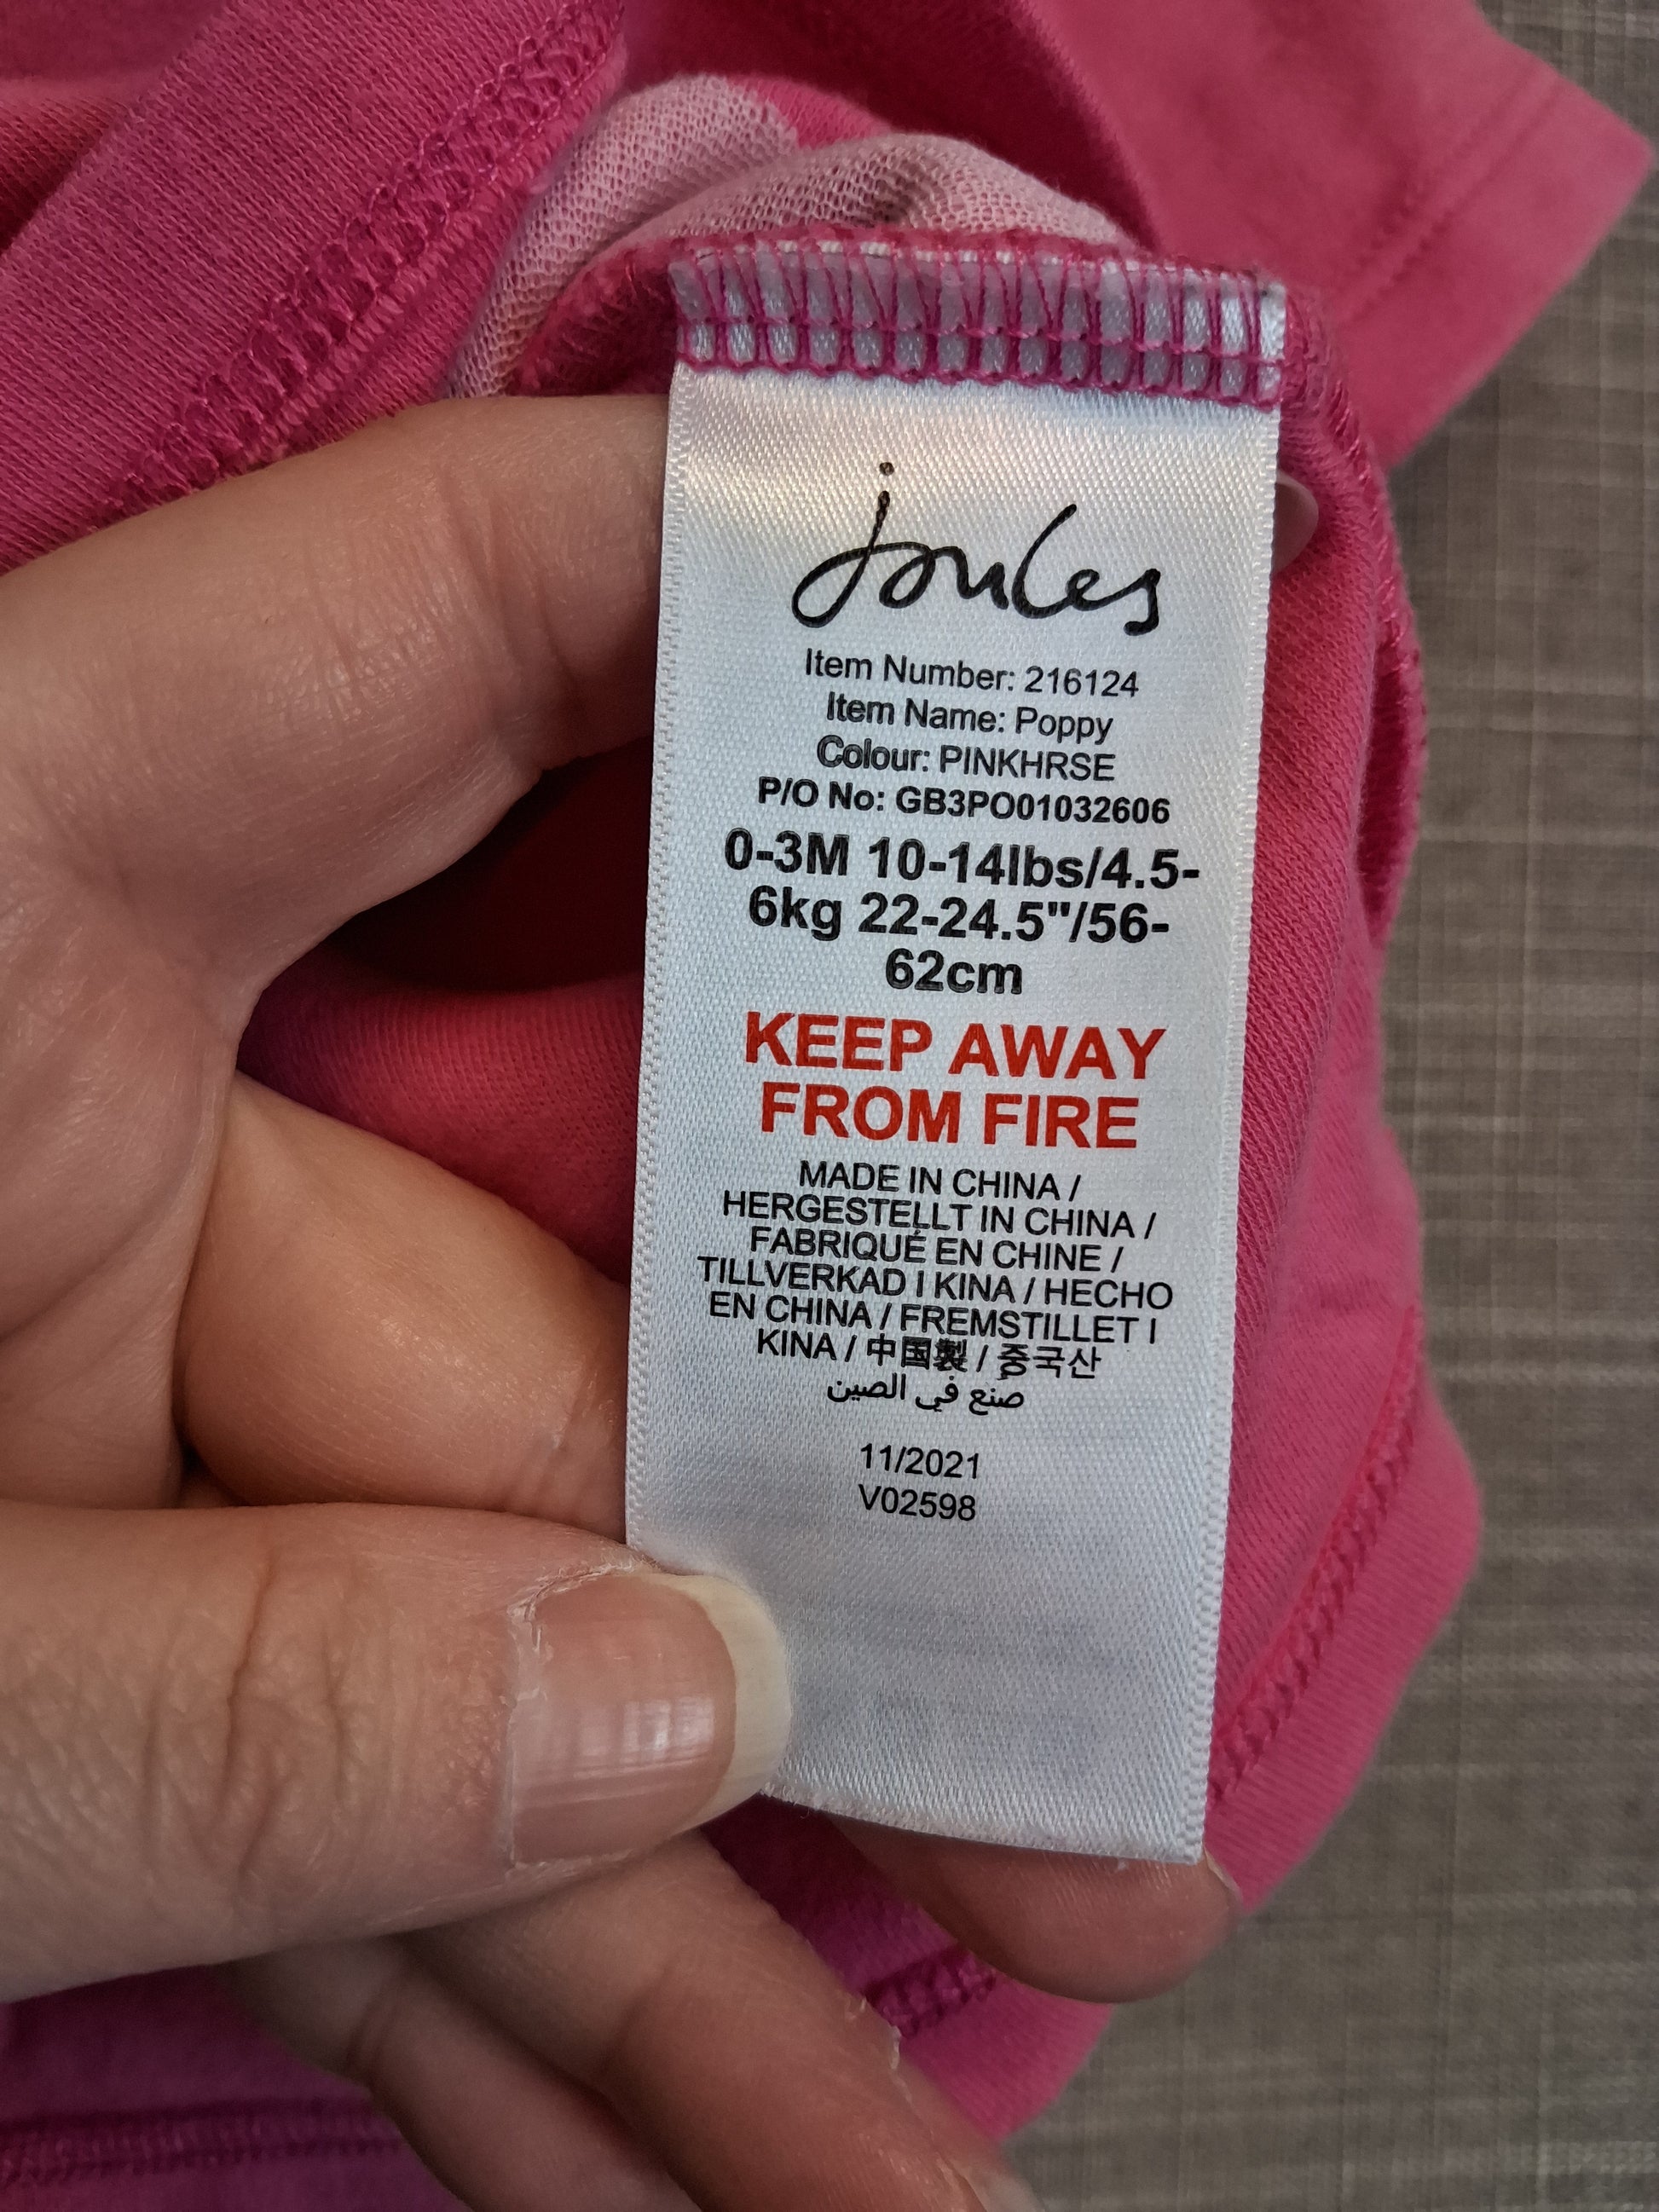 joules
Item Number: 216124
Item Name: Poppy
Colour: PINKHRSE
P/O No: GB3PO01032606
0-3M 10-14lbs/4.5-
6kg 22-24.5"/56-
62cm
KEEP AWAY
FROM FIRE
MADE IN CHINA /
HERGESTELLT IN CHINA /
FABRIQUÉ EN CHINE /
TILLVERKAD I KINA / HECHO
EN CHINA / FREMSTILLET I
KINA / 中国製 / 중국산
صنع في الصين
11/2021
V02598